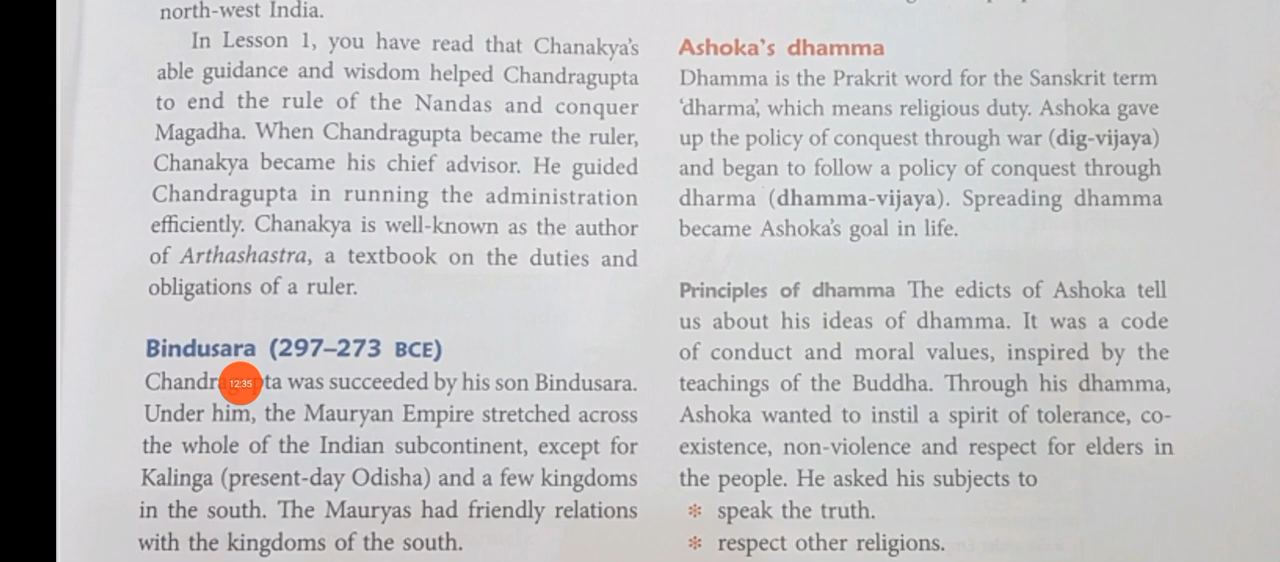 north-west India.
In Lesson 1, you have read that Chanakya's
able guidance and wisdom helped Chandragupta
to end the rule of the Nandas and conquer
Magadha. When Chandragupta became the ruler,
Chanakya became his chief advisor. He guided
Chandragupta in running the administration
efficiently. Chanakya is well-known as the author
of Arthashastra, a textbook on the duties and
obligations of a ruler.
Bindusara (297–273 BCE)
12:35
was succeeded by his son Bindusara.
Under him, the Mauryan Empire stretched across
the whole of the Indian subcontinent, except for
Kalinga (present-day Odisha) and a few kingdoms
in the south. The Mauryas had friendly relations
with the kingdoms of the south.
Ashoka's dhamma
Dhamma is the Prakrit word for the Sanskrit term
'dharma', which means religious duty. Ashoka gave
up the policy of conquest through war (dig-vijaya)
and began to follow a policy of conquest through
dharma (dhamma-vijaya). Spreading dhamma
became Ashoka's goal in life.
Principles of dhamma The edicts of Ashoka tell
us about his ideas of dhamma. It was a code
of conduct and moral values, inspired by the
teachings of the Buddha. Through his dhamma,
Ashoka wanted to instil a spirit of tolerance, co-
existence, non-violence and respect for elders in
the people. He asked his subjects to
* speak the truth.
* respect other religions.